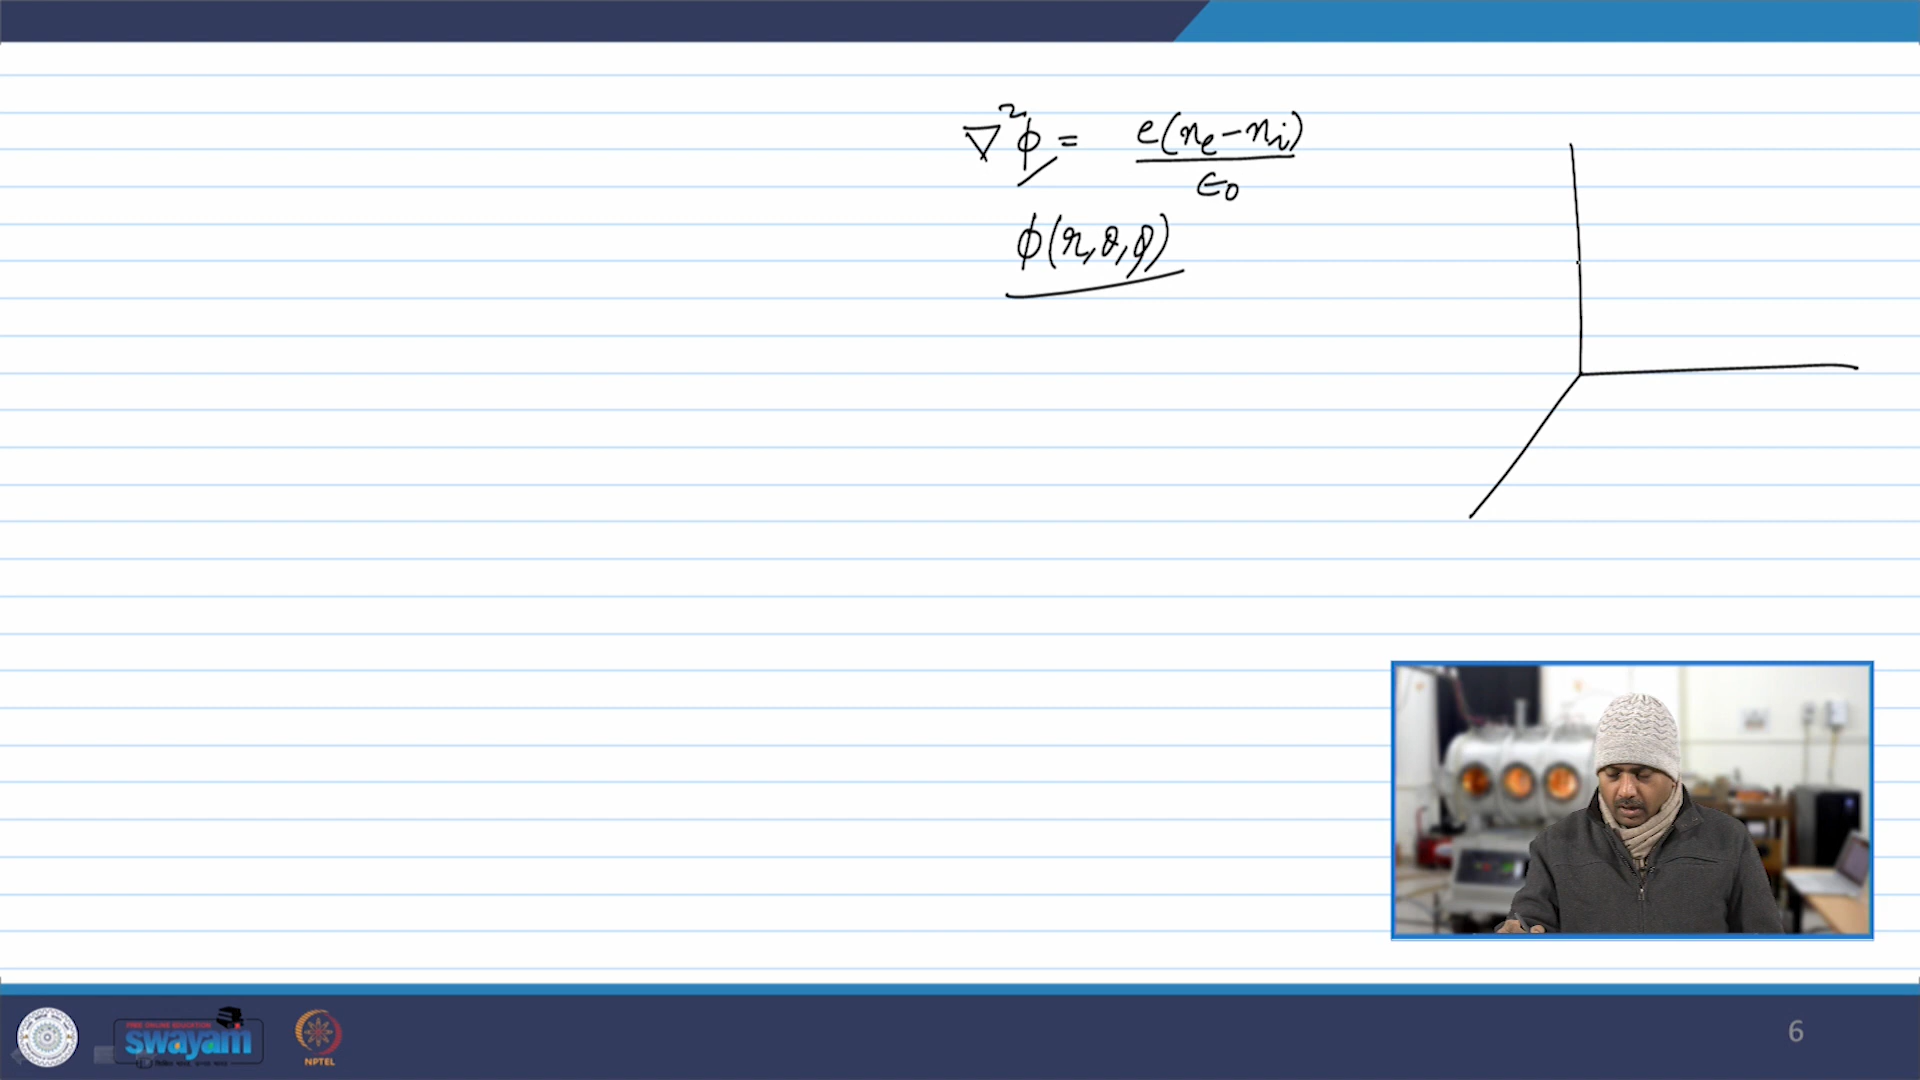 ∇²ϕ = e(nₑ - nᵢ)
ϵ₀
ϕ(r, θ, φ)
swayam
NPTEL
6